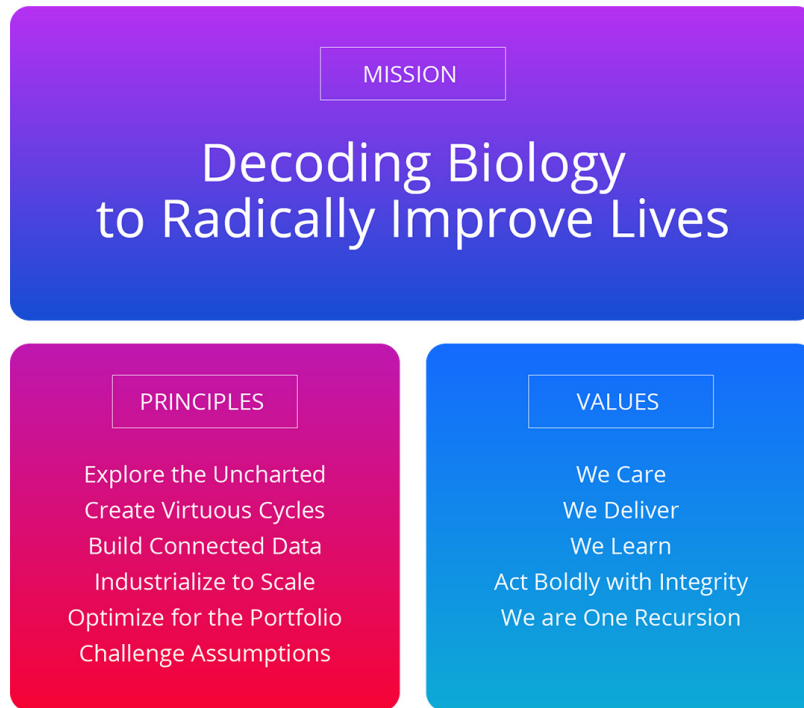 MISSION
Decoding Biology
to Radically Improve Lives
PRINCIPLES
Explore the Uncharted
Create Virtuous Cycles
Build Connected Data
Industrialize to Scale
Optimize for the Portfolio
Challenge Assumptions
VALUES
We Care
We Deliver
We Learn
Act Boldly with Integrity
We are One Recursion